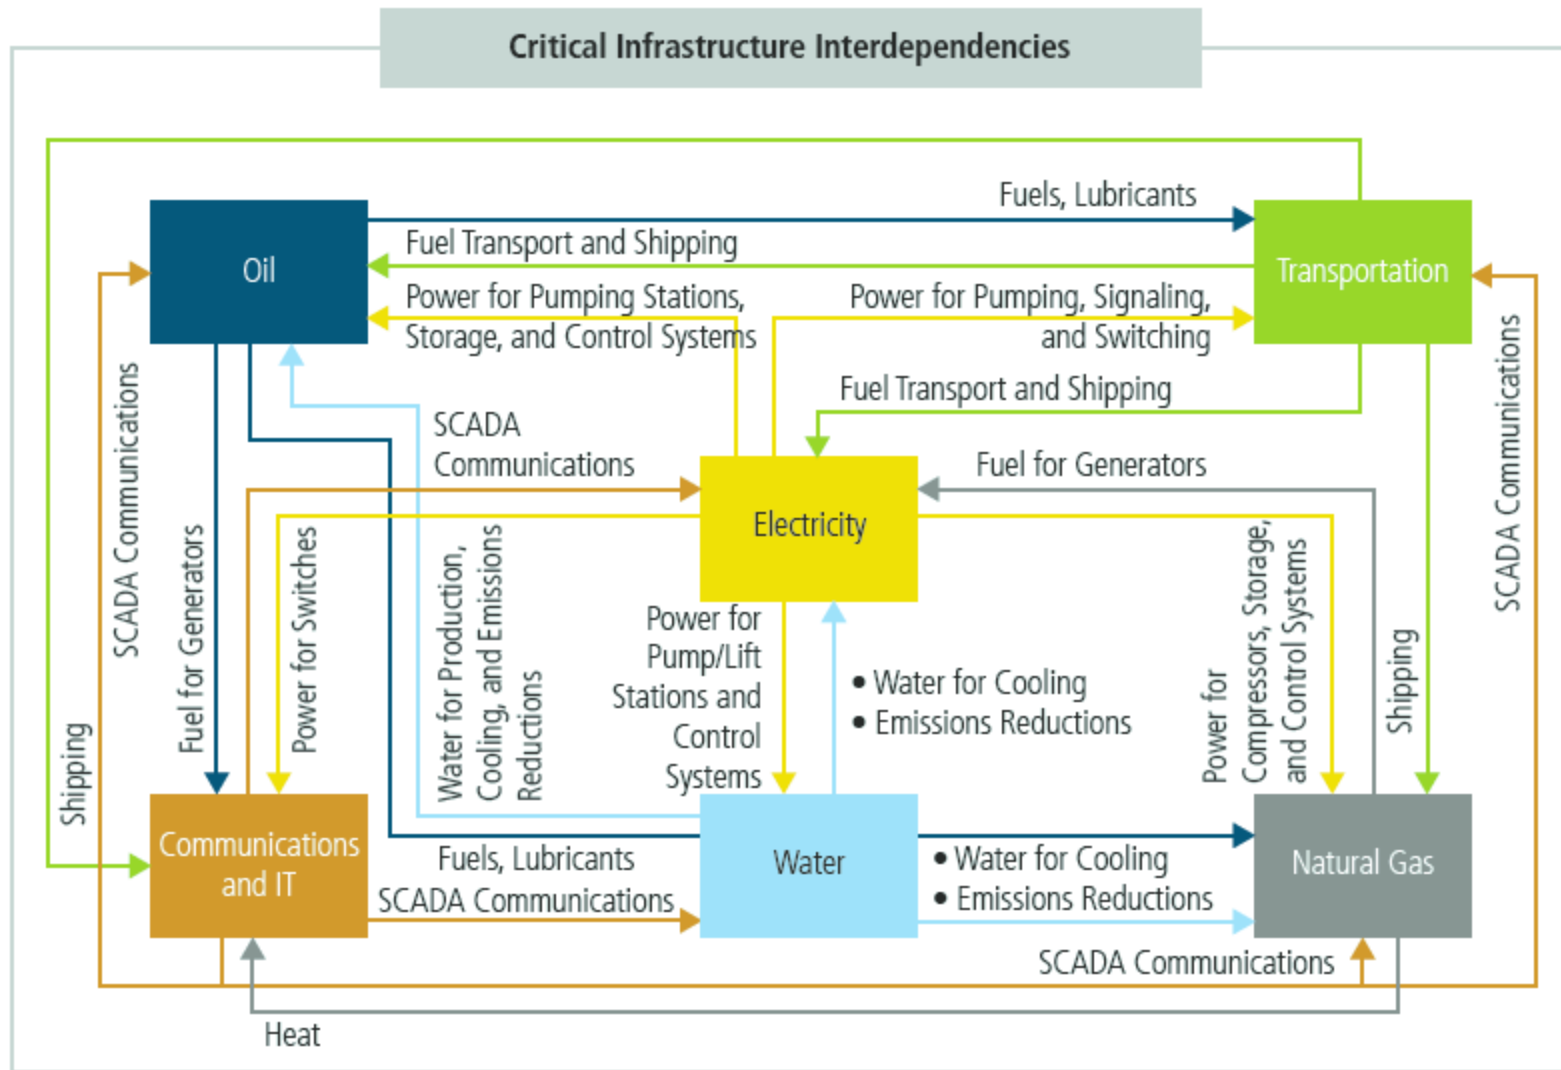 Critical Infrastructure Interdependencies
Fuels, Lubricants
Fuel Transport and Shipping
Oil
Transportation
Power for Pumping Stations,
Storage, and Control Systems
Power for Pumping, Signaling,
and Switching
Fuel Transport and Shipping
SCADA
Communications
Fuel for Generators
Electricity
SCADA Communications
Shipping
Fuel for Generators
Power for Switches
Water for Production,
Cooling, and Emissions
Reductions
Power for
Pump/Lift
Stations and
Control
Systems
• Water for Cooling
• Emissions Reductions
Power for
Compressors, Storage,
and Control Systems
Shipping
SCADA Communications
Communications
and IT
Fuels, Lubricants
SCADA Communications
Water
• Water for Cooling
• Emissions Reductions
Natural Gas
SCADA Communications
Heat